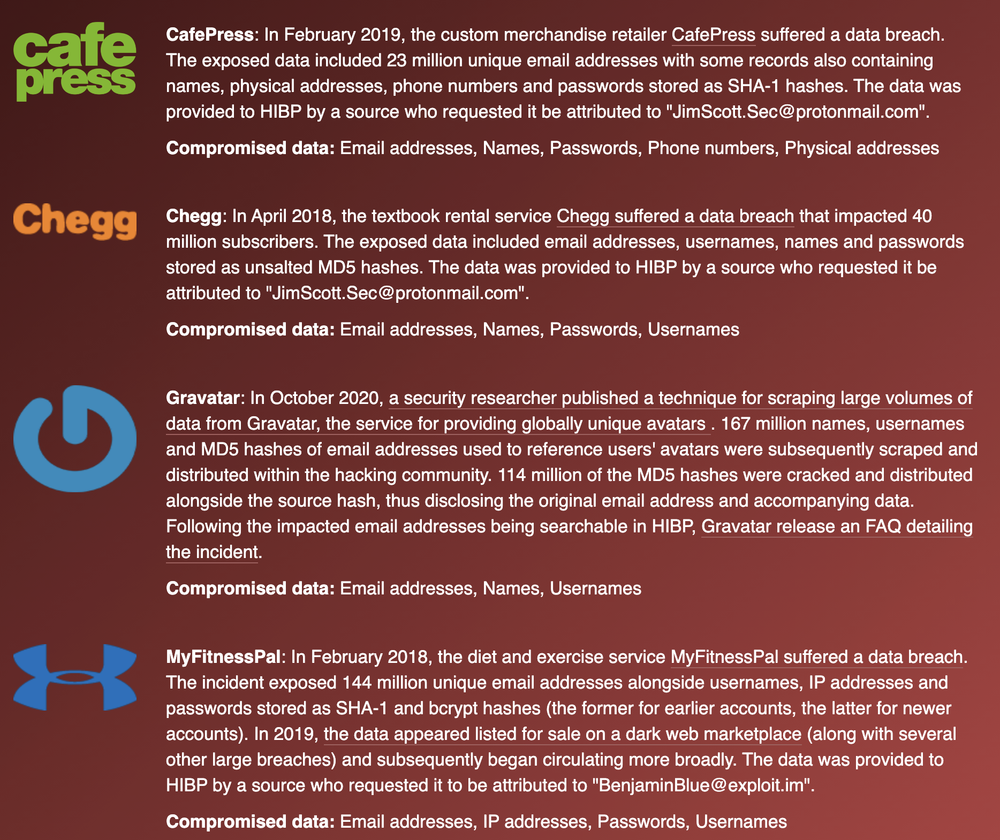 cafe
press
CafePress: In February 2019, the custom merchandise retailer CafePress suffered a data breach.
The exposed data included 23 million unique email addresses with some records also containing
names, physical addresses, phone numbers and passwords stored as SHA-1 hashes. The data was
provided to HIBP by a source who requested it be attributed to "JimScott.Sec@protonmail.com".
Compromised data: Email addresses, Names, Passwords, Phone numbers, Physical addresses
Chegg
Chegg: In April 2018, the textbook rental service Chegg suffered a data breach that impacted 40
million subscribers. The exposed data included email addresses, usernames, names and passwords
stored as unsalted MD5 hashes. The data was provided to HIBP by a source who requested it be
attributed to "JimScott.Sec@protonmail.com".
Compromised data: Email addresses, Names, Passwords, Usernames
Gravatar: In October 2020, a security researcher published a technique for scraping large volumes of
data from Gravatar, the service for providing globally unique avatars . 167 million names, usernames
and MD5 hashes of email addresses used to reference users' avatars were subsequently scraped and
distributed within the hacking community. 114 million of the MD5 hashes were cracked and distributed
alongside the source hash, thus disclosing the original email address and accompanying data.
Following the impacted email addresses being searchable in HIBP, Gravatar release an FAQ detailing
the incident.
Compromised data: Email addresses, Names, Usernames
MyFitnessPal: In February 2018, the diet and exercise service MyFitnessPal suffered a data breach.
The incident exposed 144 million unique email addresses alongside usernames, IP addresses and
passwords stored as SHA-1 and bcrypt hashes (the former for earlier accounts, the latter for newer
accounts). In 2019, the data appeared listed for sale on a dark web marketplace (along with several
other large breaches) and subsequently began circulating more broadly. The data was provided to
HIBP by a source who requested it to be attributed to "BenjaminBlue@exploit.im".
Compromised data: Email addresses, IP addresses, Passwords, Usernames